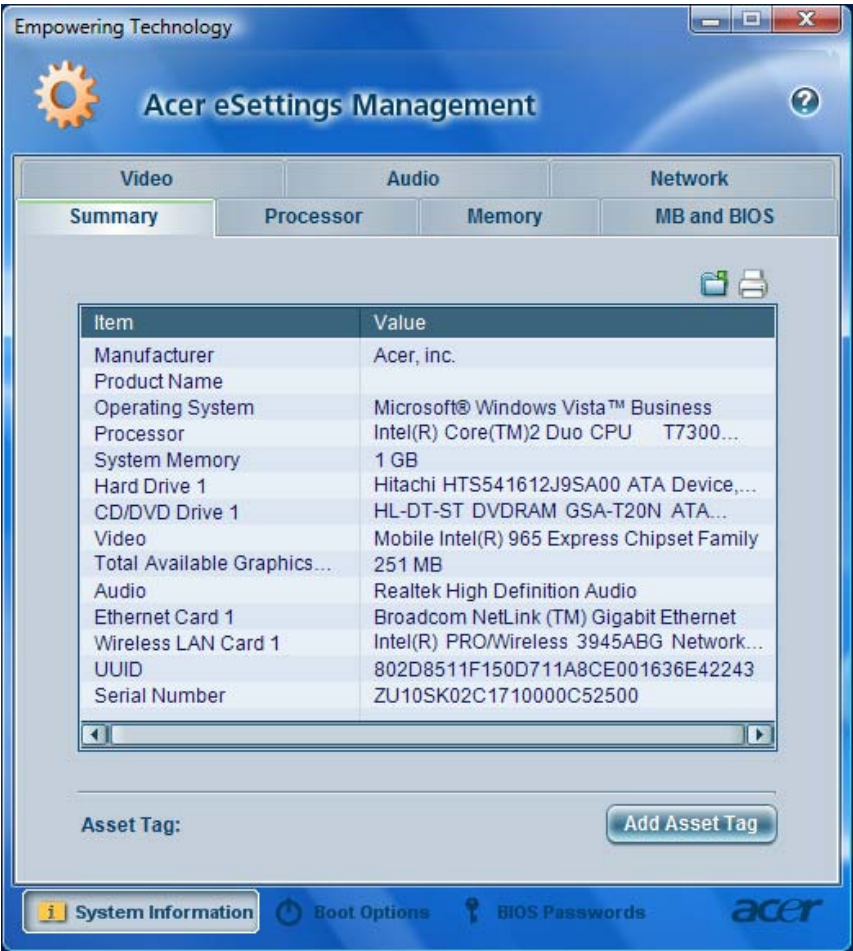 Empowering Technology
Acer eSettings Management
Video Audio Network
Summary Processor Memory MB and BIOS
Item Value
Manufacturer Acer, inc.
Product Name
Operating System Microsoft® Windows Vista™ Business
Processor Intel(R) Core(TM)2 Duo CPU T7300...
System Memory 1 GB
Hard Drive 1 Hitachi HTS541612J9SA00 ATA Device,...
CD/DVD Drive 1 HL-DT-ST DVDRAM GSA-T20N ATA...
Video Mobile Intel(R) 965 Express Chipset Family
Total Available Graphics... 251 MB
Audio Realtek High Definition Audio
Ethernet Card 1 Broadcom NetLink (TM) Gigabit Ethernet
Wireless LAN Card 1 Intel(R) PRO/Wireless 3945ABG Network...
UUID 802D8511F150D711A8CE001636E42243
Serial Number ZU10SK02C1710000C52500
Asset Tag: Add Asset Tag
System Information Boot Options BIOS Passwords acer